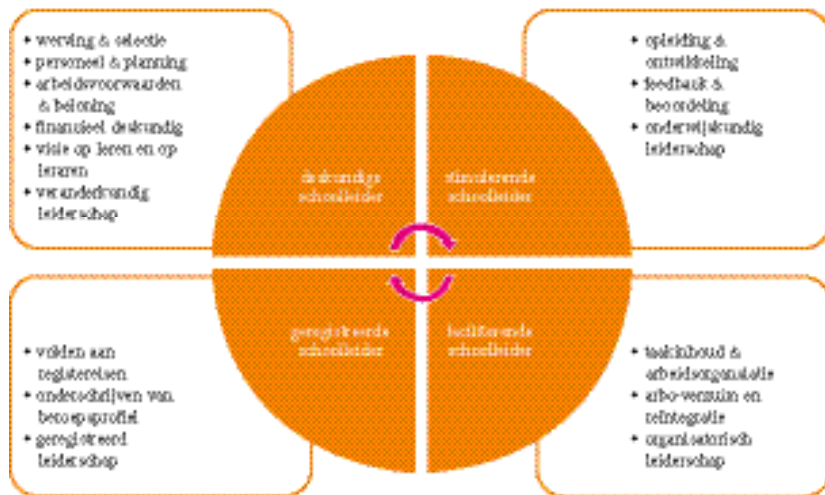 • werving & selectie
• personeel & planning
• arbeidsvoorwaarden
& beloning
• financieel deskundig
• visie op leren en op
leraren
• veranderkundig
leiderschap
• opleiding &
ontwikkeling
• feedback &
beoordeling
• onderwijskundig
leiderschap
deskundige
schoolleider
stimulerende
schoolleider
geregistreerde
schoolleider
faciliterende
schoolleider
• voldoen aan
registereisen
• onderschrijven van
beroepsprofiel
• geregistreerd
leiderschap
• taakinhoud &
arbeidsorganisatie
• arbo-verzuim en
reïntegratie
• organisatorisch
leiderschap